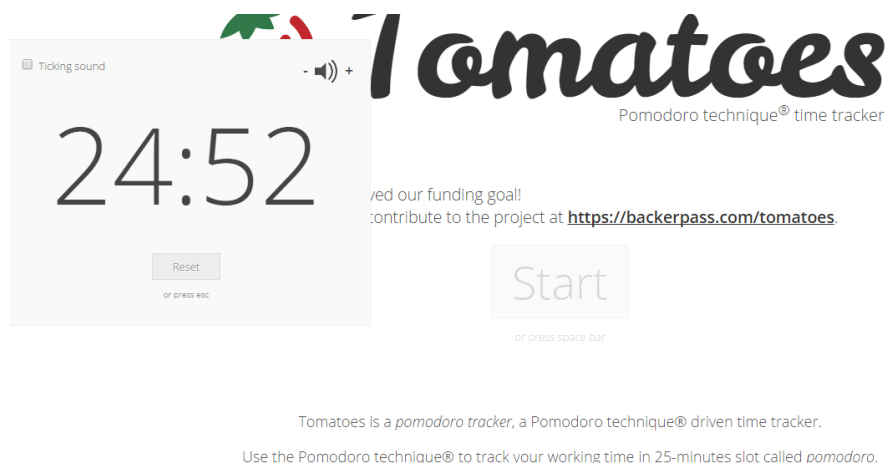 Tomatoes
Ticking sound
- +
Pomodoro technique® time tracker
24:52
ved our funding goal!
contribute to the project at https://backerpass.com/tomatoes.
Reset
or press esc
Start
or press space bar
Tomatoes is a pomodoro tracker, a Pomodoro technique® driven time tracker.
Use the Pomodoro technique® to track your working time in 25-minutes slot called pomodoro.